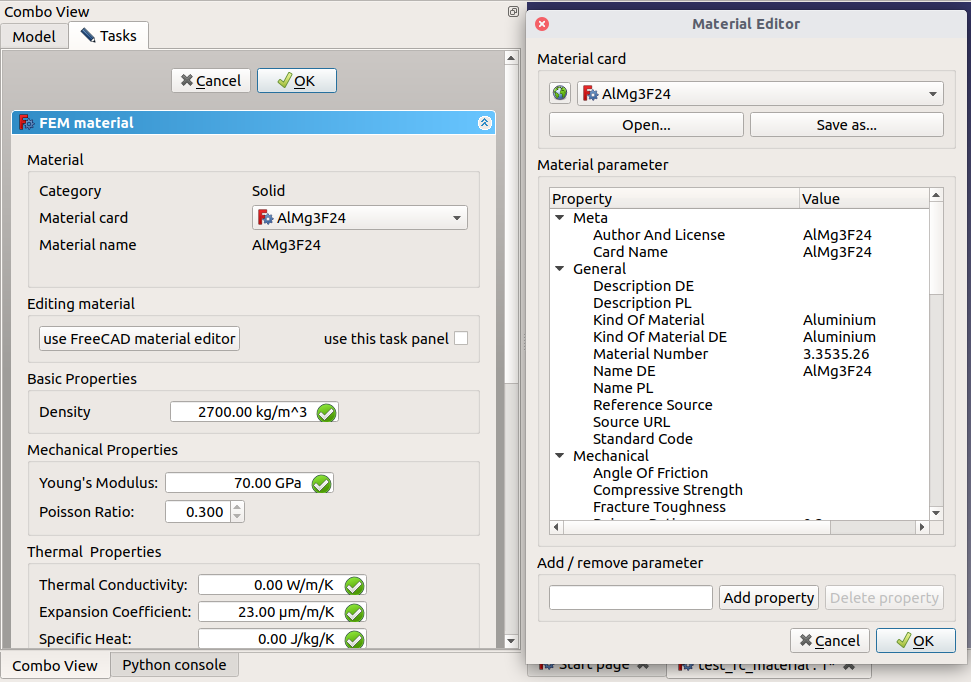 Combo View
Model
Tasks
Cancel
OK
FEM material
Material
Category Solid
Material card AlMg3F24
Material name AlMg3F24
Editing material
use FreeCAD material editor
use this task panel
Basic Properties
Density 2700.00 kg/m^3
Mechanical Properties
Young's Modulus: 70.00 GPa
Poisson Ratio: 0.300
Thermal Properties
Thermal Conductivity: 0.00 W/m/K
Expansion Coefficient: 23.00 µm/m/K
Specific Heat: 0.00 J/kg/K
Combo View
Python console
Material Editor
Material card
AlMg3F24
Open...
Save as...
Material parameter
Property Value
Meta
Author And License AlMg3F24
Card Name AlMg3F24
General
Description DE
Description PL
Kind Of Material Aluminium
Kind Of Material DE Aluminium
Material Number 3.3535.26
Name DE AlMg3F24
Name PL
Reference Source
Source URL
Standard Code
Mechanical
Angle Of Friction
Compressive Strength
Fracture Toughness
Add / remove parameter
Add property
Delete property
Cancel
OK
Start page
test_fc_material : 1*